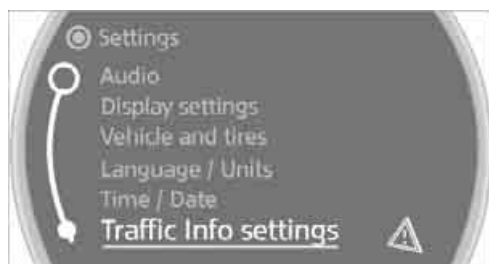 Settings
Audio
Display settings
Vehicle and tires
Language / Units
Time / Date
Traffic Info settings